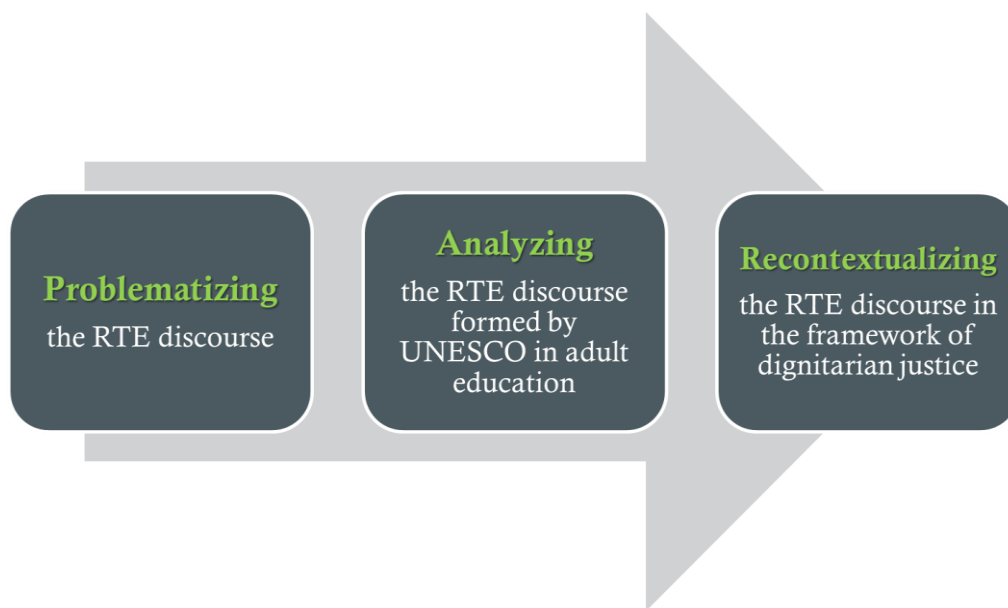 Problematizing
the RTE discourse
Analyzing
the RTE discourse
formed by
UNESCO in adult
education
Recontextualizing
the RTE discourse in
the framework of
dignitarian justice